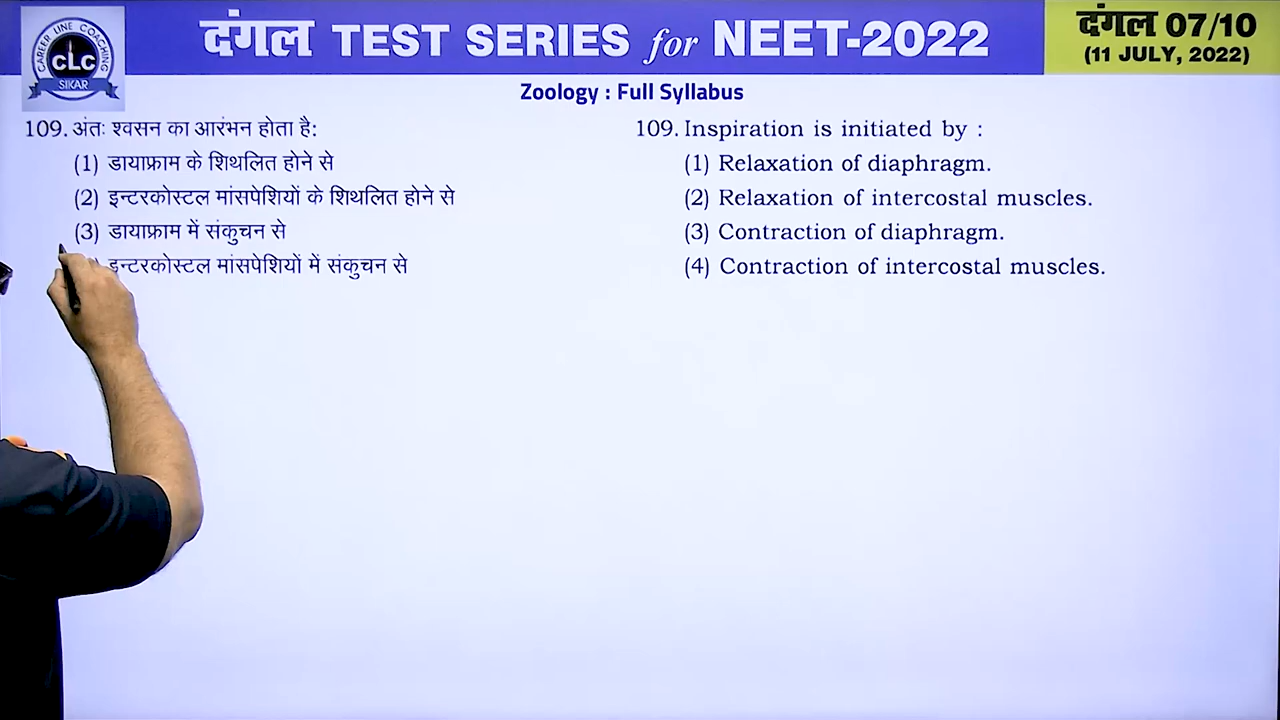 CAREER LINE COACHING
CLC
SIKAR
दंगल TEST SERIES for NEET-2022
दंगल 07/10
(11 JULY, 2022)
Zoology : Full Syllabus
109. अंतः श्वसन का आरंभन होता है:
(1) डायाफ्राम के शिथलित होने से
(2) इन्टरकोस्टल मांसपेशियों के शिथलित होने से
(3) डायाफ्राम में संकुचन से
) इन्टरकोस्टल मांसपेशियों में संकुचन से
109. Inspiration is initiated by :
(1) Relaxation of diaphragm.
(2) Relaxation of intercostal muscles.
(3) Contraction of diaphragm.
(4) Contraction of intercostal muscles.